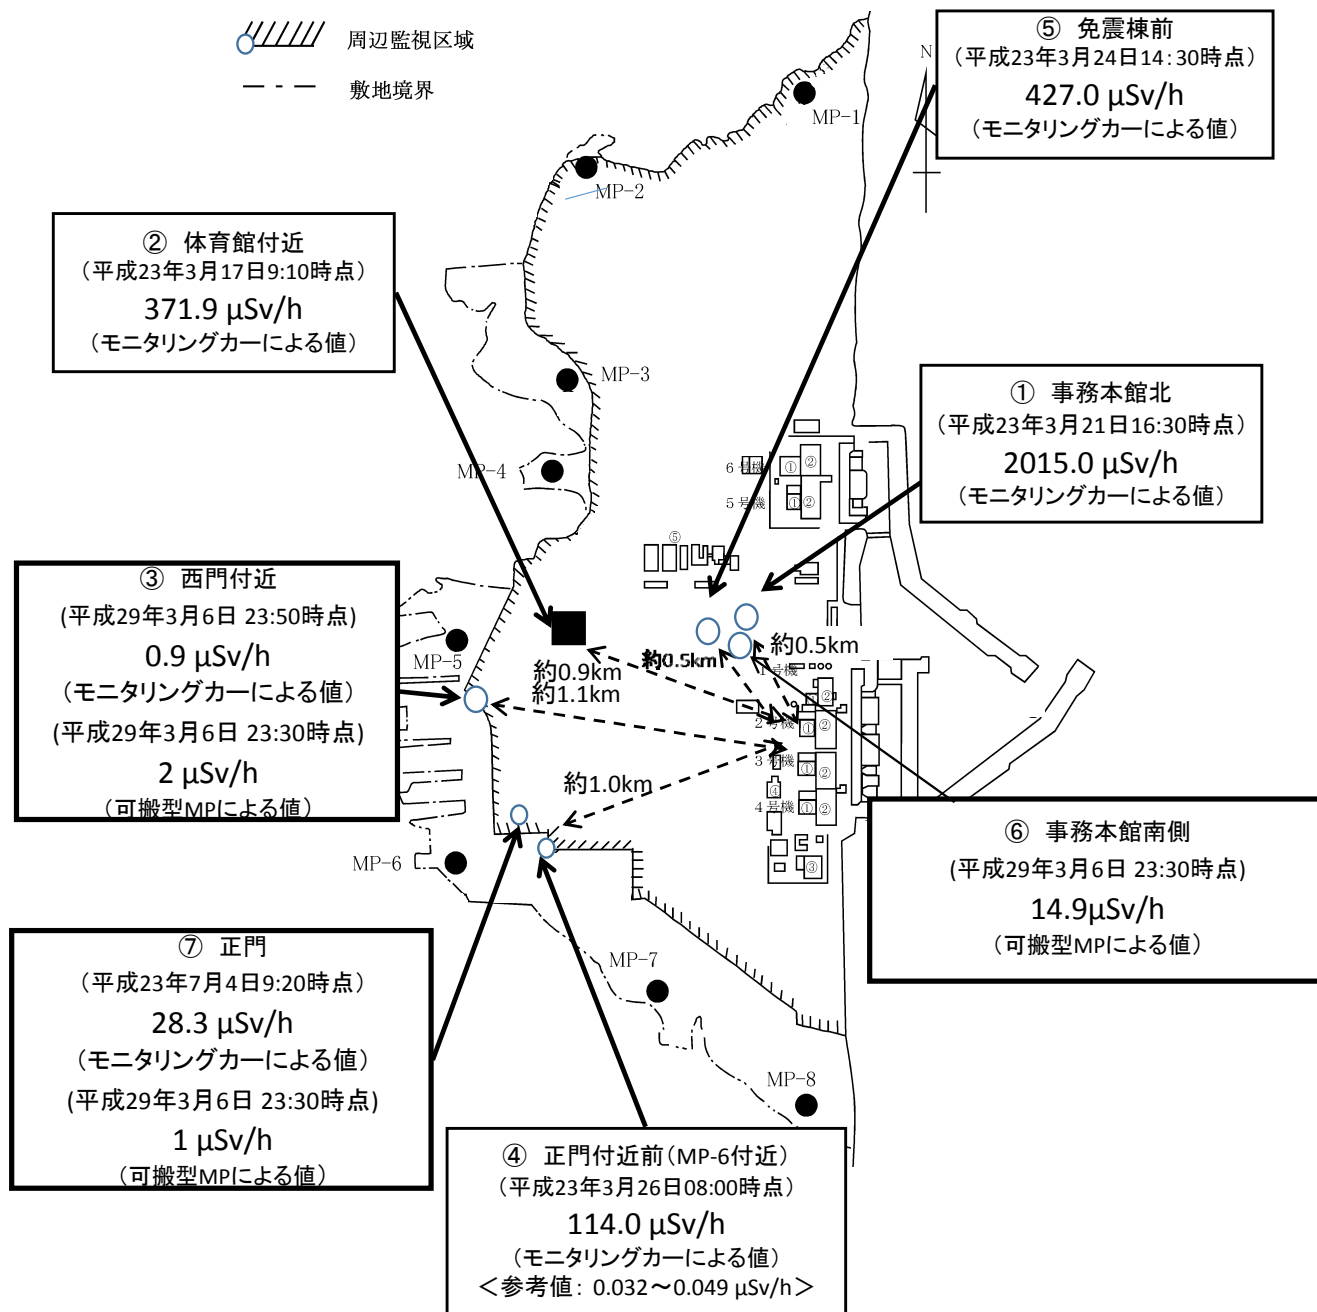 周辺監視区域
敷地境界
⑤ 免震棟前
（平成23年3月24日14：30時点）
427.0 μSv/h
（モニタリングカーによる値）
N
MP-1
MP-2
② 体育館付近
（平成23年3月17日9:10時点）
371.9 μSv/h
（モニタリングカーによる値）
MP-3
① 事務本館北
（平成23年3月21日16:30時点）
2015.0 μSv/h
（モニタリングカーによる値）
MP-4
6号機
① ②
5号機
① ②
⑤
③ 西門付近
(平成29年3月6日 23:50時点)
0.9 μSv/h
（モニタリングカーによる値）
(平成29年3月6日 23:30時点)
2 μSv/h
（可搬型MPによる値）
MP-5
約0.9km
約1.1km
約0.5km
約0.5km
1号機
②
2号機
① ②
3号機
① ②
約1.0km
④
4号機
① ②
③
MP-6
⑥ 事務本館南側
(平成29年3月6日 23:30時点)
14.9μSv/h
（可搬型MPによる値）
⑦ 正門
（平成23年7月4日9:20時点）
28.3 μSv/h
（モニタリングカーによる値）
(平成29年3月6日 23:30時点)
1 μSv/h
（可搬型MPによる値）
MP-7
MP-8
④ 正門付近前（MP-6付近）
（平成23年3月26日08:00時点）
114.0 μSv/h
（モニタリングカーによる値）
＜参考値： 0.032～0.049 μSv/h＞